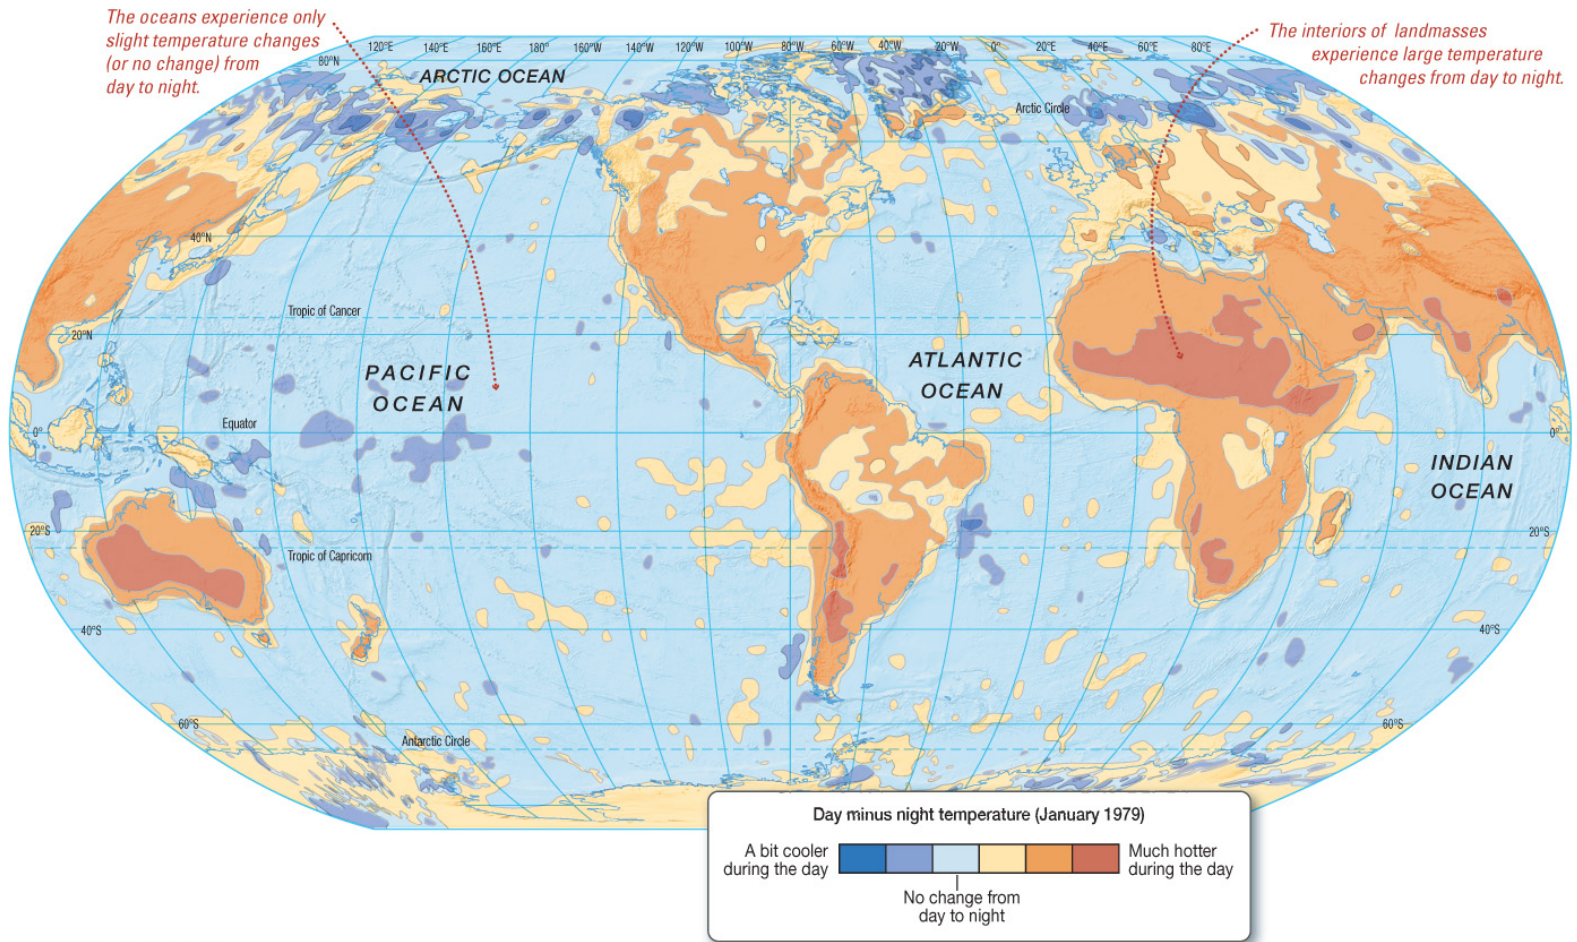 The oceans experience only
slight temperature changes
(or no change) from
day to night.
The interiors of landmasses
experience large temperature
changes from day to night.
120°E 140°E 160°E 180° 160°W 140°W 120°W 100°W 80°W 60°W 40°W 20°W 0° 20°E 40°E 60°E 80°E
80°N
ARCTIC OCEAN
Arctic Circle
40°N
Tropic of Cancer
20°N
PACIFIC
OCEAN
ATLANTIC
OCEAN
Equator
0°
0°
INDIAN
OCEAN
20°S
20°S
Tropic of Capricorn
40°S
40°S
60°S
60°S
Antarctic Circle
Day minus night temperature (January 1979)
A bit cooler
during the day
Much hotter
during the day
No change from
day to night